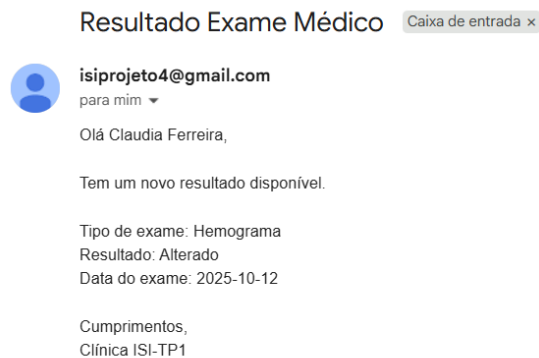 Resultado Exame Médico Caixa de entrada ×
isiprojeto4@gmail.com
para mim
Olá Claudia Ferreira,
Tem um novo resultado disponível.
Tipo de exame: Hemograma
Resultado: Alterado
Data do exame: 2025-10-12
Cumprimentos,
Clínica ISI-TP1